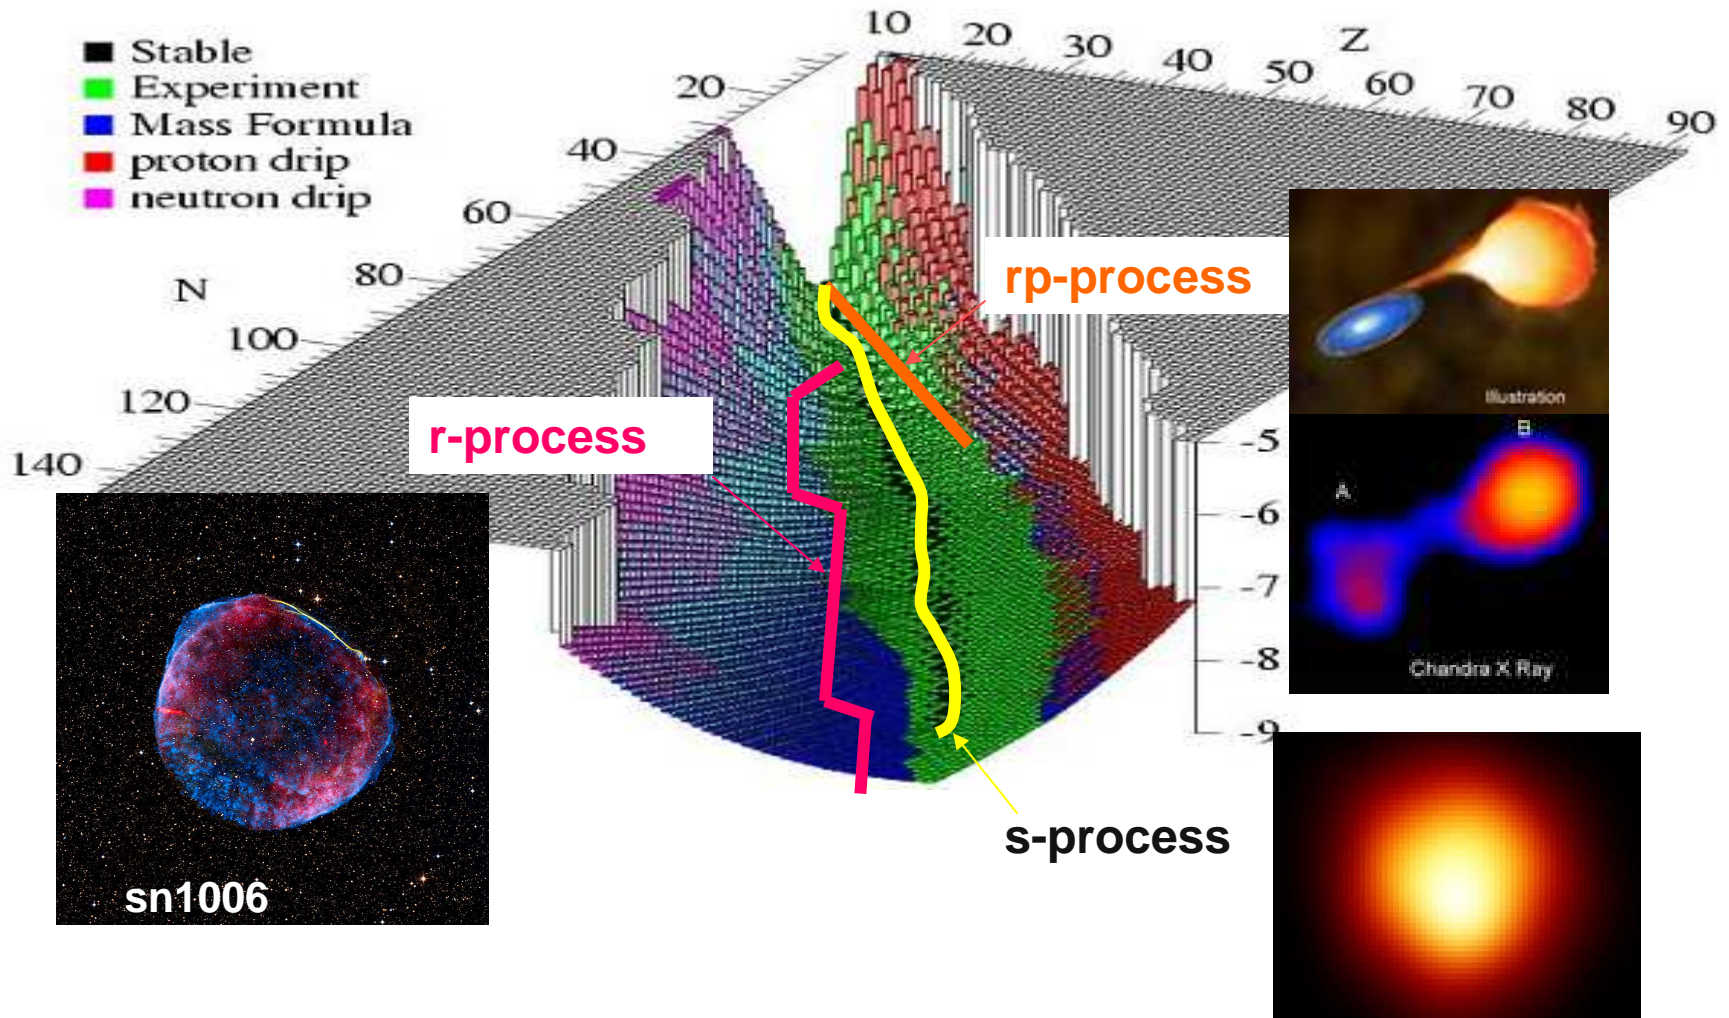 Stable
Experiment
Mass Formula
proton drip
neutron drip
10
20
30
40
50
60
70
80
90
Z
20
40
60
80
100
120
140
N
rp-process
r-process
s-process
-5
-6
-7
-8
-9
Illustration
B
A
Chandra X Ray
sn1006